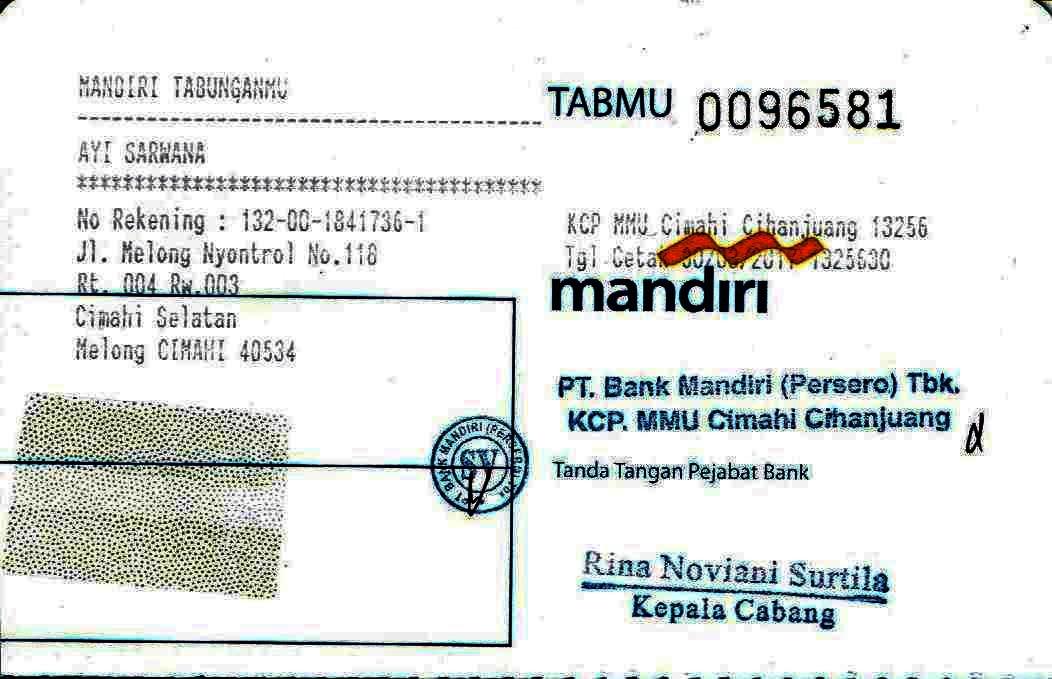 MANDIRI TABUNGANMU
TABMU 0096581
AYI SARWANA
No Rekening : 132-00-1841736-1
Jl. Melong Nyontrol No.118
Rt. 004 Rw.003
Cimahi Selatan
Melong CIMAHI 40534
KCP MMU Cimahi Cihanjuang 13256
Tgl Cetak 1325630
mandiri
PT. Bank Mandiri (Persero) Tbk.
KCP. MMU Cimahi Cihanjuang
Tanda Tangan Pejabat Bank
PT. BANK MANDIRI (PERSERO) Tbk
SV
Rina Noviani Surtila
Kepala Cabang